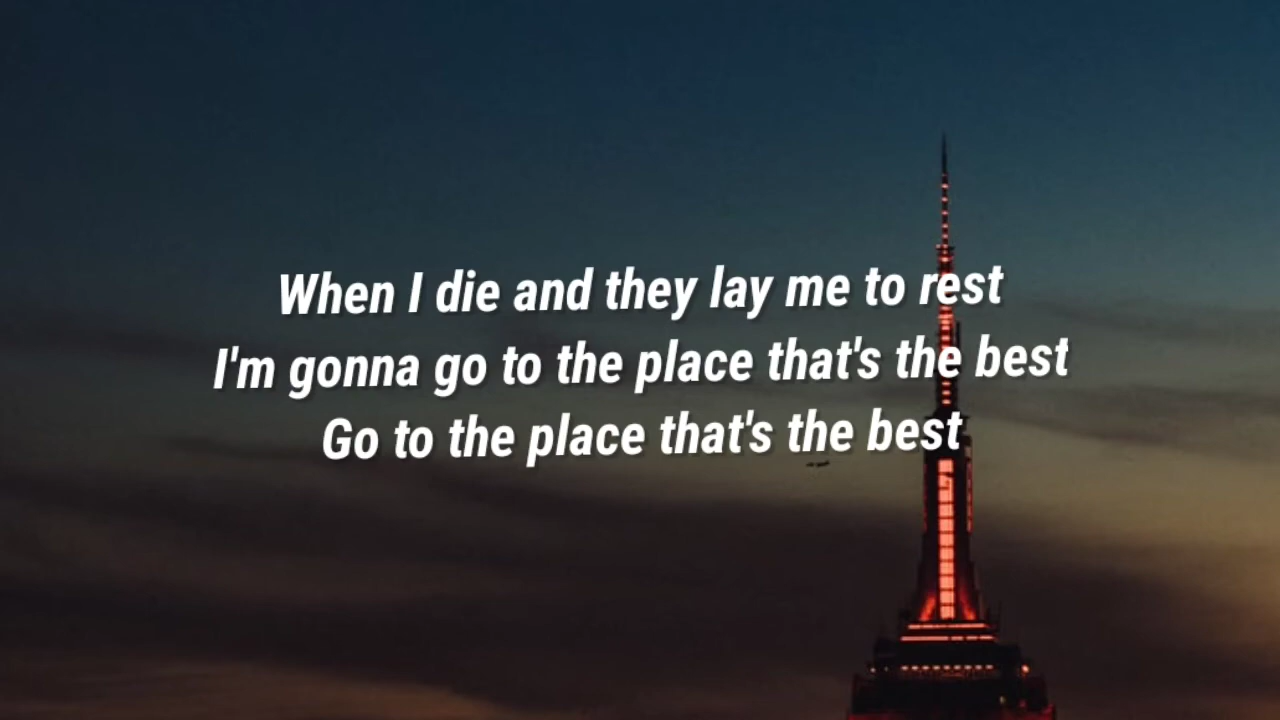 When I die and they lay me to rest
I'm gonna go to the place that's the best
Go to the place that's the best